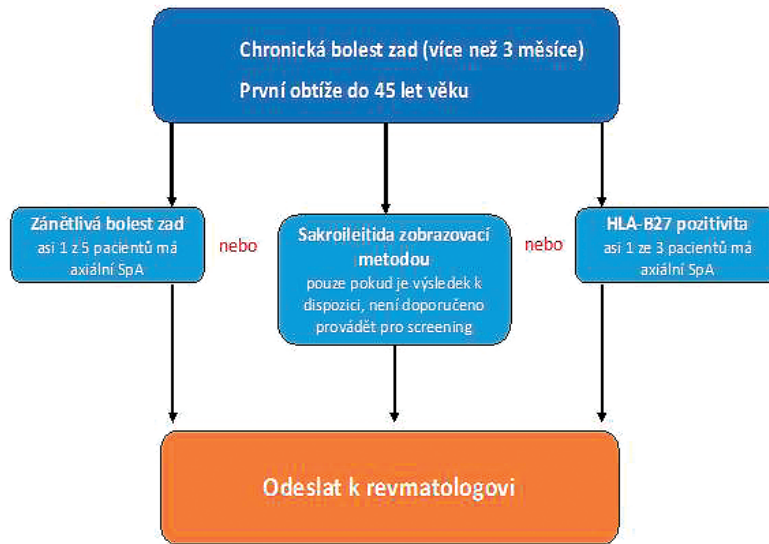 Chronická bolest zad (více než 3 měsíce)
První obtíže do 45 let věku
Zánětlivá bolest zad
asi 1 z 5 pacientů má
axiální SpA
nebo
Sakroileitida zobrazovací
metodou
pouze pokud je výsledek k
dispozici, není doporučeno
provádět pro screening
nebo
HLA-B27 pozitivita
asi 1 ze 3 pacientů má
axiální SpA
Odeslat k revmatologovi